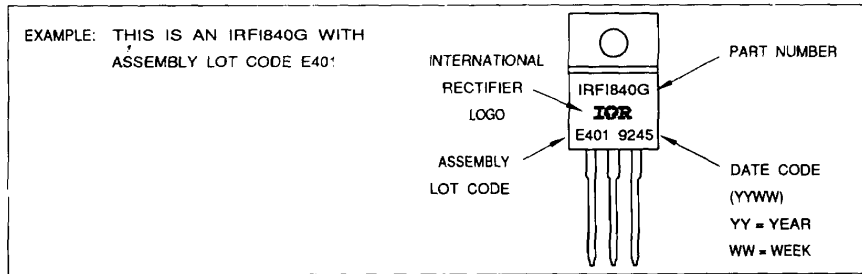 EXAMPLE: THIS IS AN IRFI840G WITH
ASSEMBLY LOT CODE E401
INTERNATIONAL
RECTIFIER
LOGO
PART NUMBER
IRFI840G
IOR
E401 9245
ASSEMBLY
LOT CODE
DATE CODE
(YYWW)
YY = YEAR
WW = WEEK